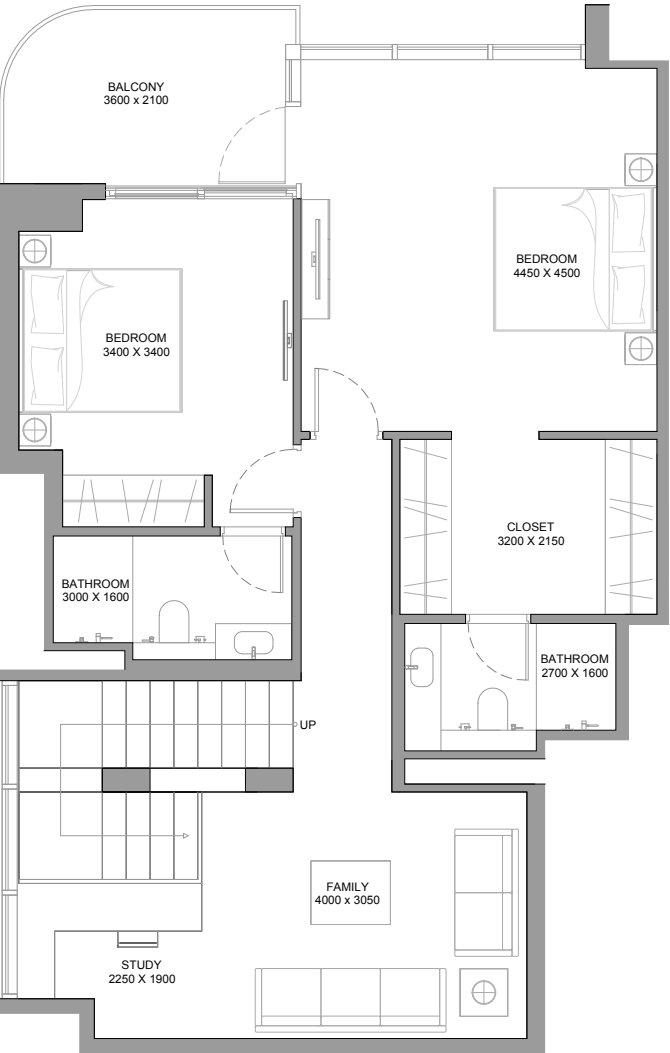 BALCONY
3600 x 2100
BEDROOM
4450 X 4500
BEDROOM
3400 X 3400
CLOSET
3200 X 2150
BATHROOM
3000 X 1600
BATHROOM
2700 X 1600
UP
FAMILY
4000 x 3050
STUDY
2250 X 1900